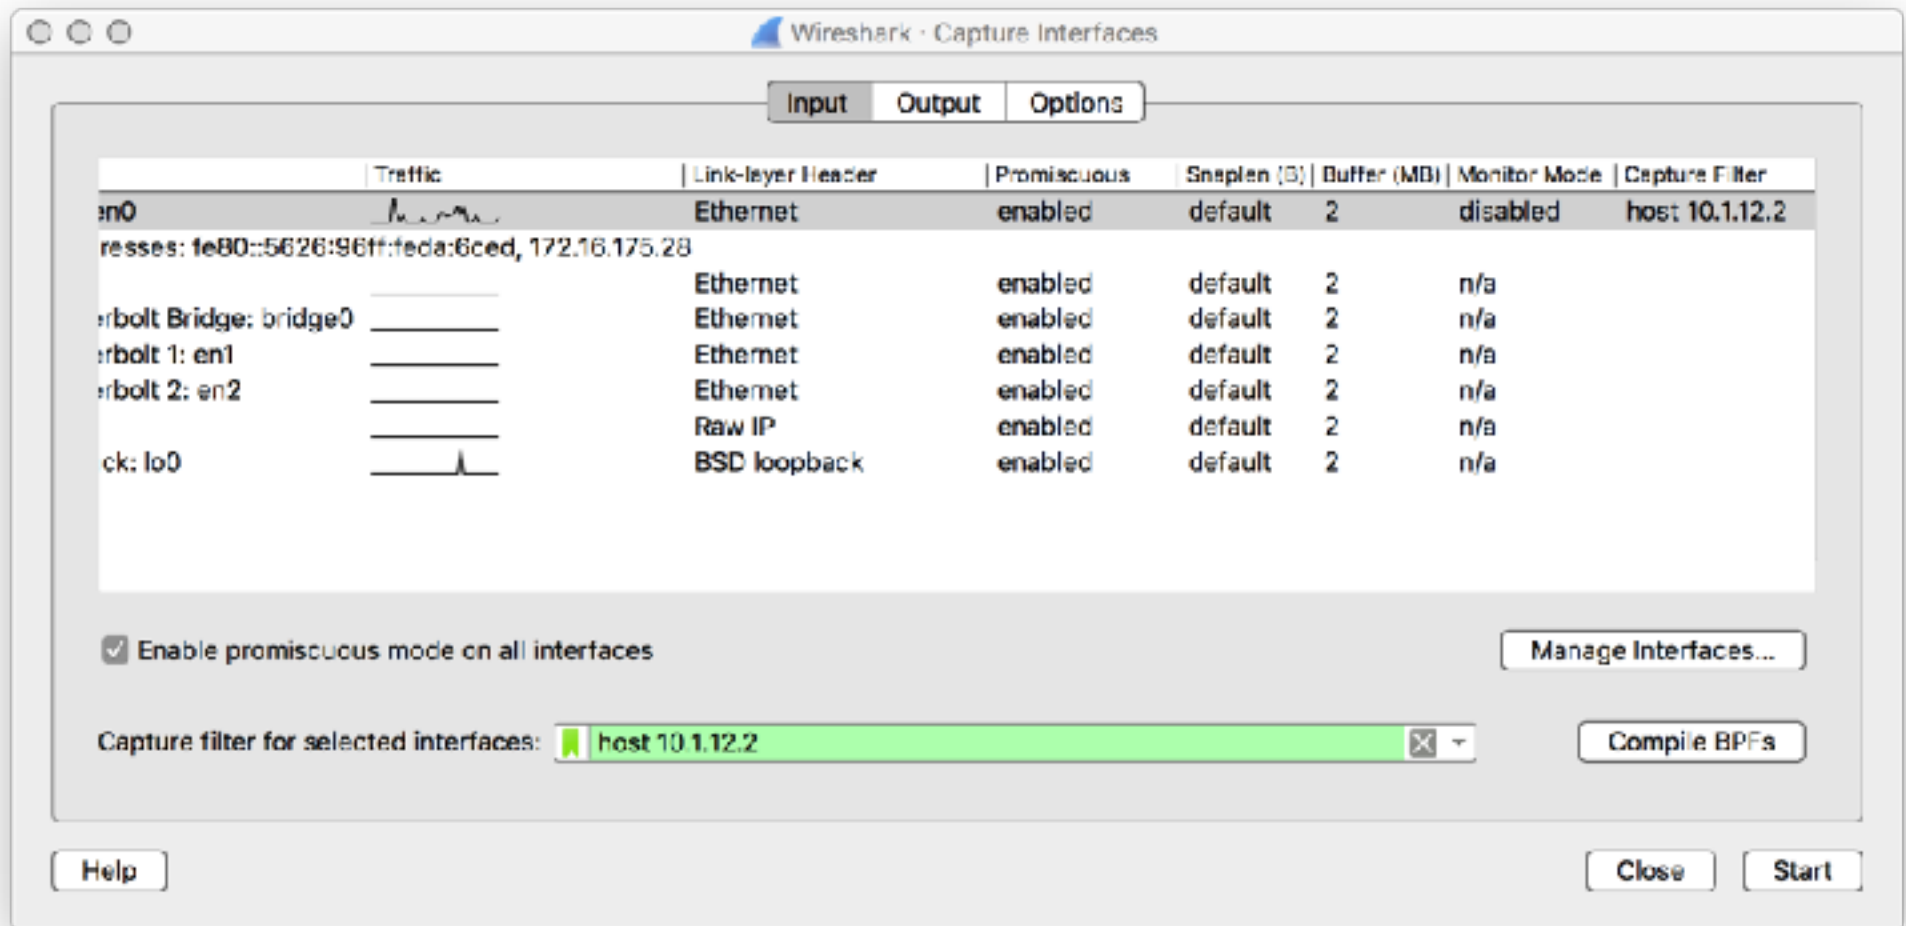 Wireshark · Capture Interfaces
Input Output Options
Traffic Link-layer Header Promiscuous Snaplen (B) Buffer (MB) Monitor Mode Capture Filter
en0 Ethernet enabled default 2 disabled host 10.1.12.2
resses: fe80::5626:96ff:feda:6ced, 172.16.175.28
Ethernet enabled default 2 n/a
erbolt Bridge: bridge0 Ethernet enabled default 2 n/a
erbolt 1: en1 Ethernet enabled default 2 n/a
erbolt 2: en2 Ethernet enabled default 2 n/a
Raw IP enabled default 2 n/a
ck: lo0 BSD loopback enabled default 2 n/a
Enable promiscuous mode on all interfaces Manage Interfaces...
Capture filter for selected interfaces: host 10.1.12.2 Compile BPFs
Help Close Start